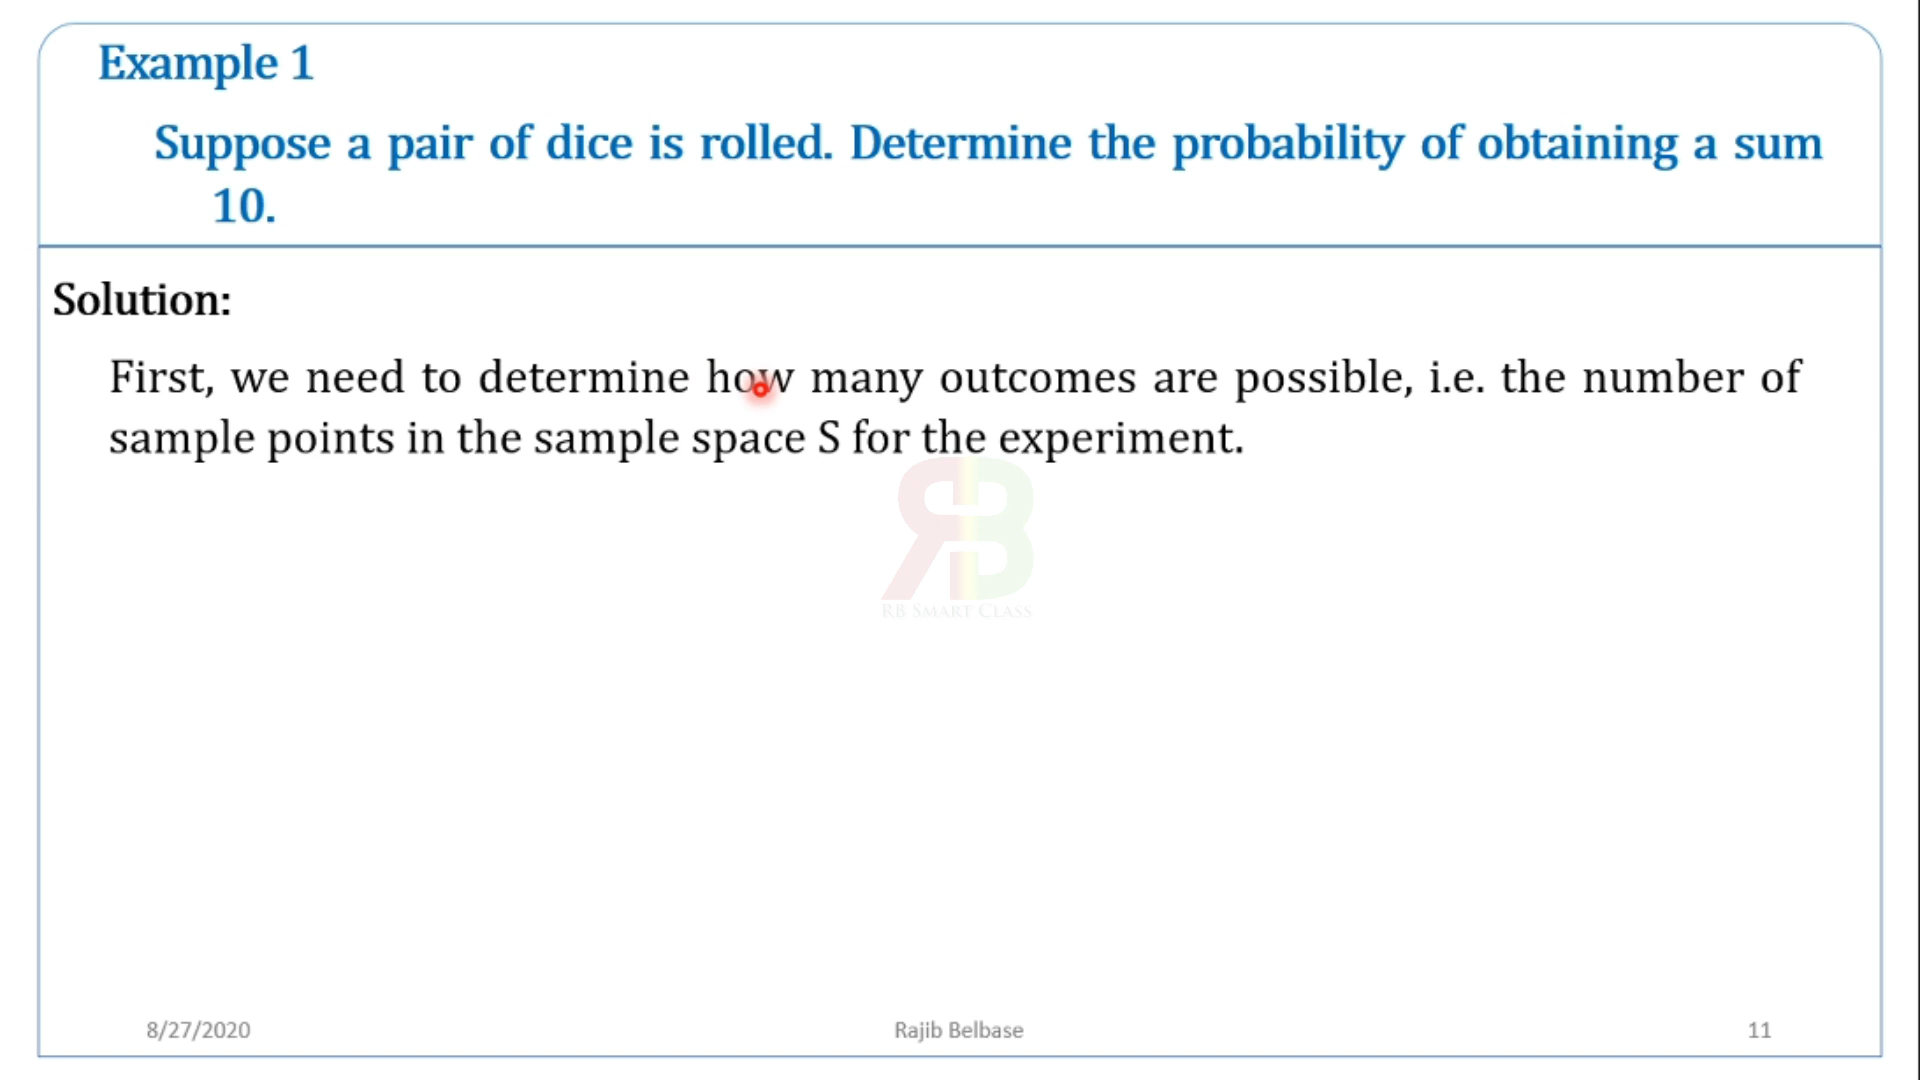 Example 1
Suppose a pair of dice is rolled. Determine the probability of obtaining a sum
10.
Solution:
First, we need to determine how many outcomes are possible, i.e. the number of
sample points in the sample space S for the experiment.
RB
RB SMART CLASS
8/27/2020
Rajib Belbase
11